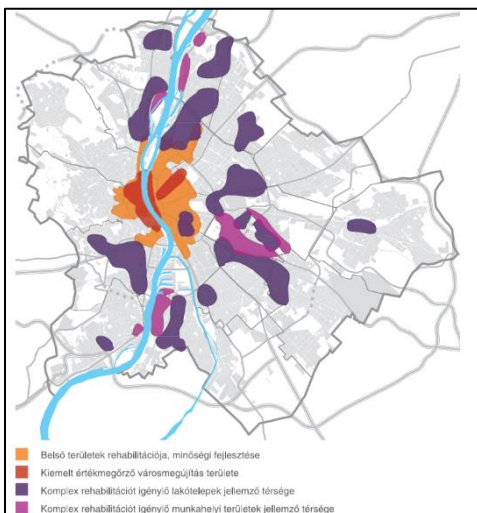 Belső területek rehabilitációja, minőségi fejlesztése
Kiemelt értékmegőrző városmegújítás területe
Komplex rehabilitációt igénylő lakótelepek jellemző térsége
Komplex rehabilitációt igénylő munkahelyi területek jellemző térsége